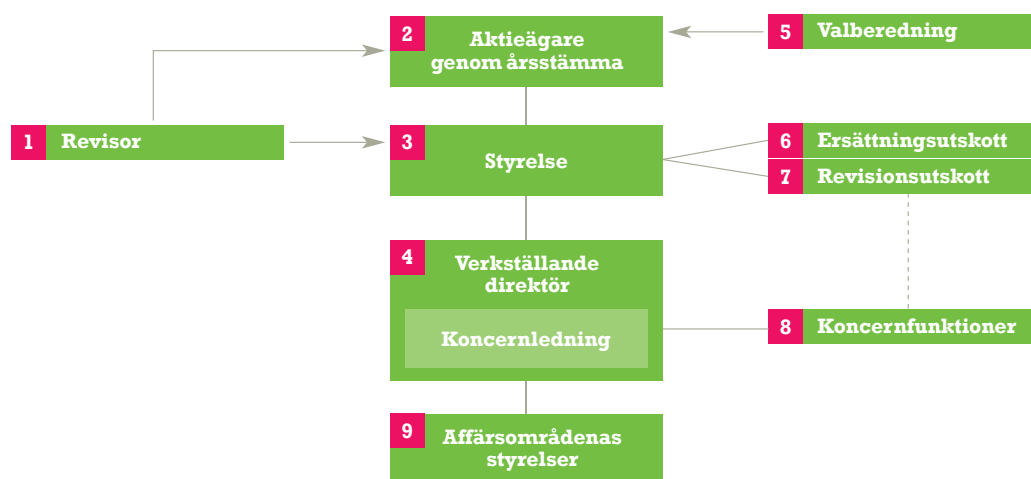 1 Revisor
2 Aktieägare
genom årsstämma
3 Styrelse
4 Verkställande
direktör
Koncernledning
5 Valberedning
6 Ersättningsutskott
7 Revisionsutskott
8 Koncernfunktioner
9 Affärsområdenas
styrelser